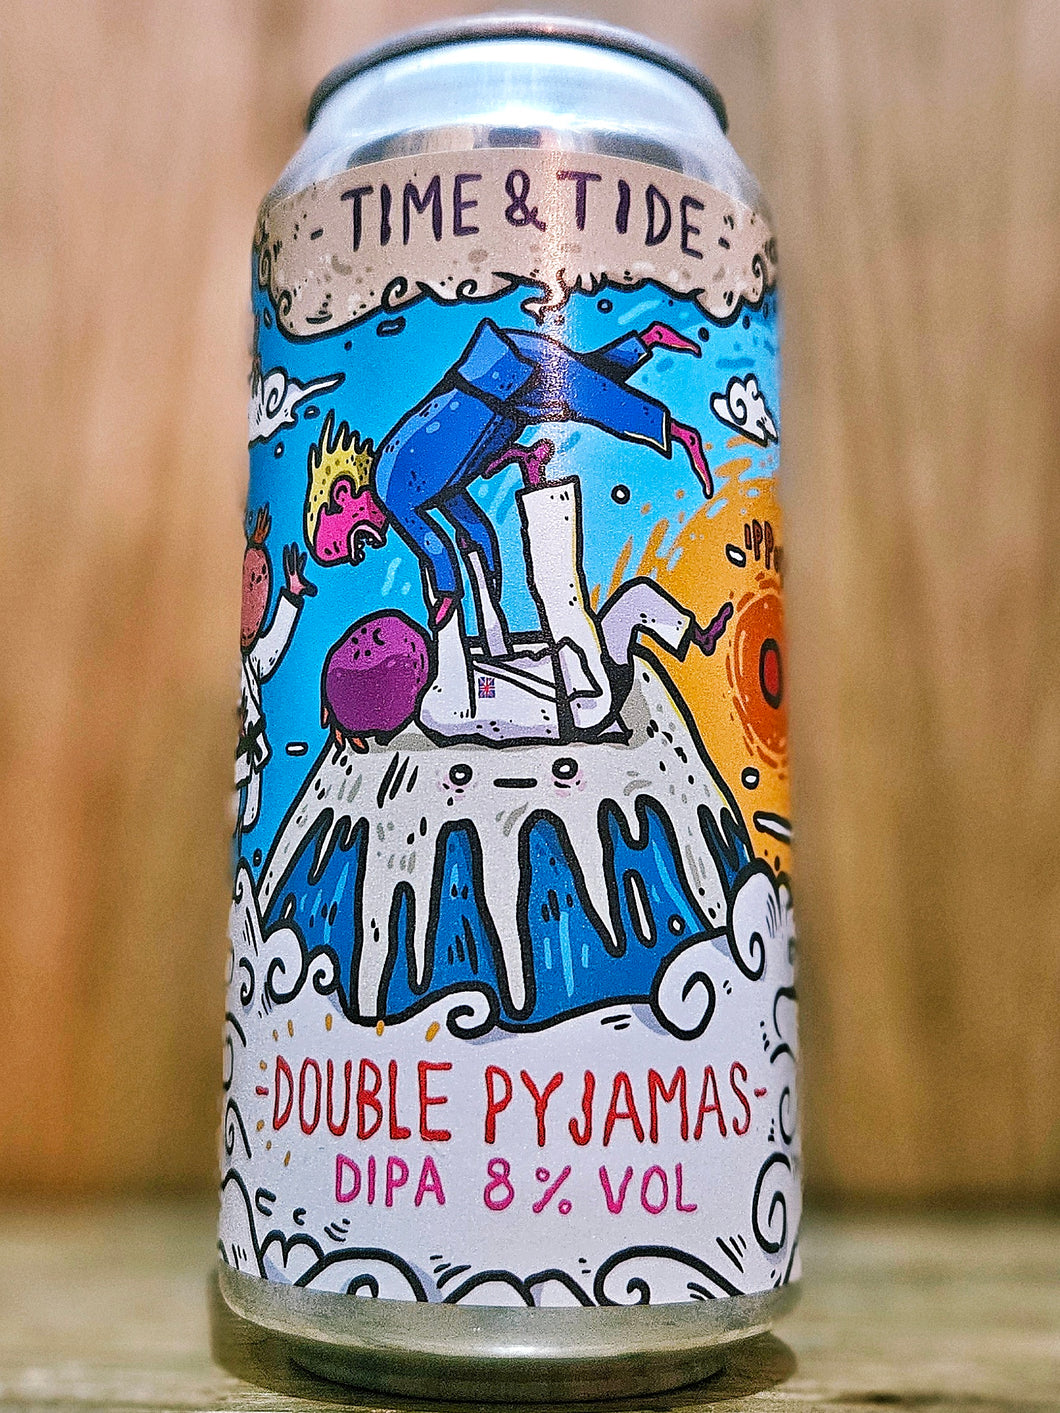 - TIME & TIDE -
- DOUBLE PYJAMAS -
DIPA 8% VOL